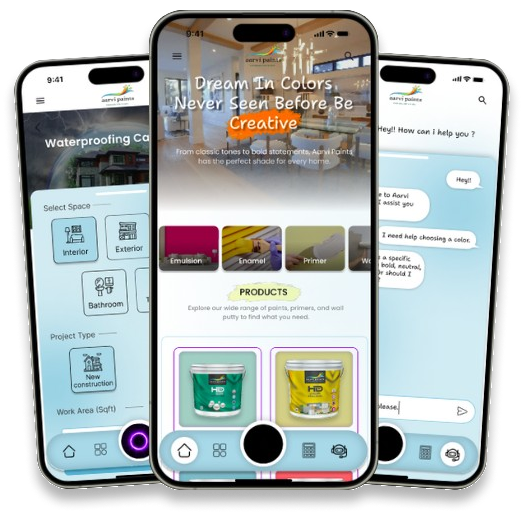 9:41
aarvi paints
Waterproofing Ca
Select Space
Interior
Exterior
Bathroom
Project Type
New
construction
Work Area (Sqft)
9:41
aarvi paints
Dream In Colors
Never Seen Before Be
Creative
From classic tones to bold statements, Aarvi Paints
has the perfect shade for every home.
Emulsion
Enamel
Primer
PRODUCTS
Explore our wide range of paints, primers, and wall
putty to find what you need.
HD
HD
aarvi paints
Hey!! How can i help you ?
Hey!!
e to Aarvi
I assist you
I need help choosing a color.
e a specific
bold, neutral,
or should I
?
please.